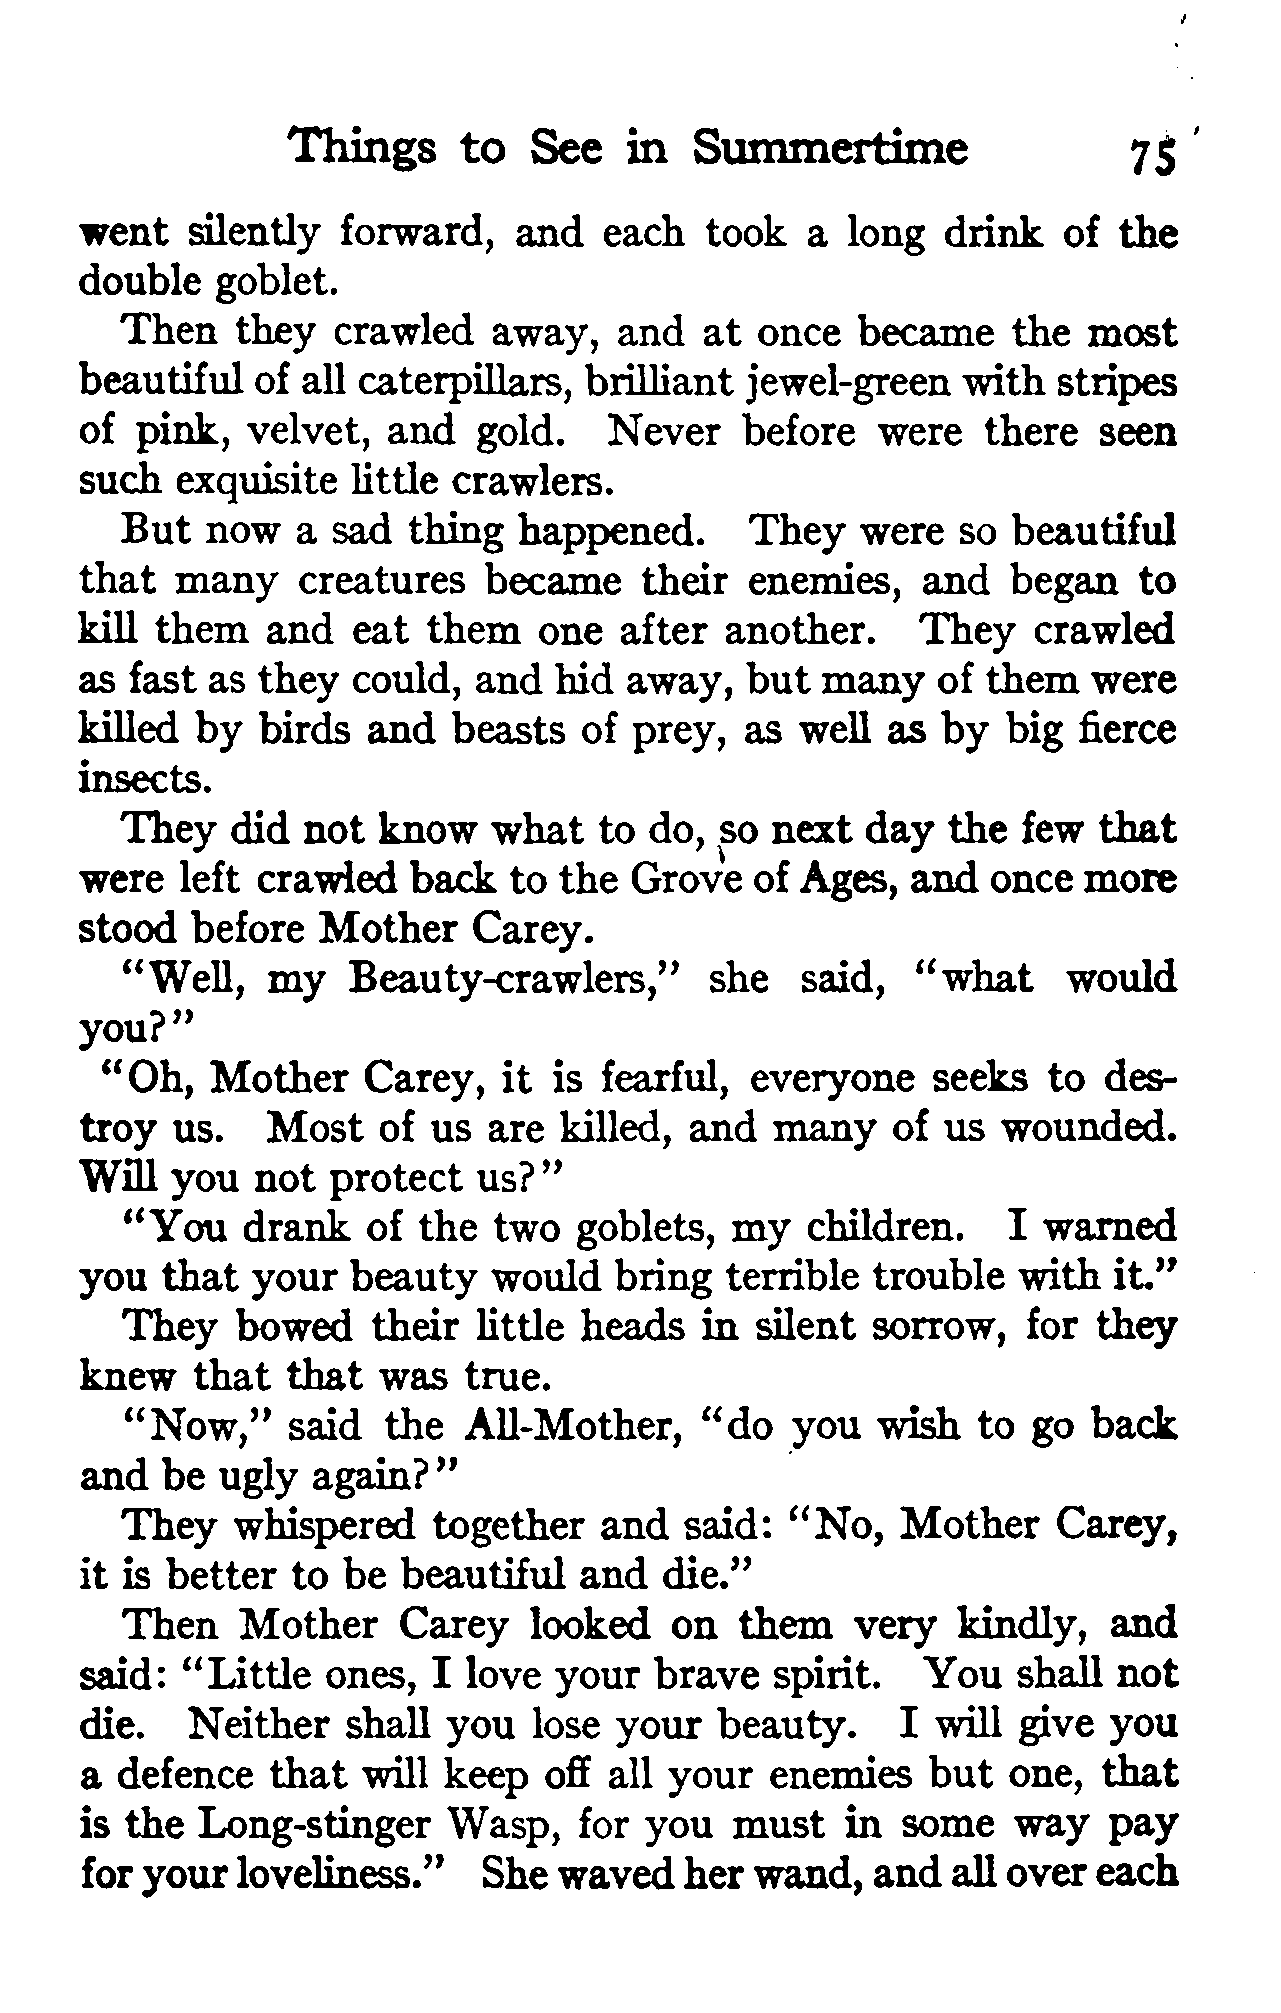 Things to See in Summertime 75
went silently forward, and each took a long drink of the
double goblet.
Then they crawled away, and at once became the most
beautiful of all caterpillars, brilliant jewel-green with stripes
of pink, velvet, and gold. Never before were there seen
such exquisite little crawlers.
But now a sad thing happened. They were so beautiful
that many creatures became their enemies, and began to
kill them and eat them one after another. They crawled
as fast as they could, and hid away, but many of them were
killed by birds and beasts of prey, as well as by big fierce
insects.
They did not know what to do, so next day the few that
were left crawled back to the Grove of Ages, and once more
stood before Mother Carey.
"Well, my Beauty-crawlers," she said, "what would
you?"
"Oh, Mother Carey, it is fearful, everyone seeks to des-
troy us. Most of us are killed, and many of us wounded.
Will you not protect us?"
"You drank of the two goblets, my children. I warned
you that your beauty would bring terrible trouble with it."
They bowed their little heads in silent sorrow, for they
knew that that was true.
"Now," said the All-Mother, "do you wish to go back
and be ugly again?"
They whispered together and said: "No, Mother Carey,
it is better to be beautiful and die."
Then Mother Carey looked on them very kindly, and
said: "Little ones, I love your brave spirit. You shall not
die. Neither shall you lose your beauty. I will give you
a defence that will keep off all your enemies but one, that
is the Long-stinger Wasp, for you must in some way pay
for your loveliness." She waved her wand, and all over each